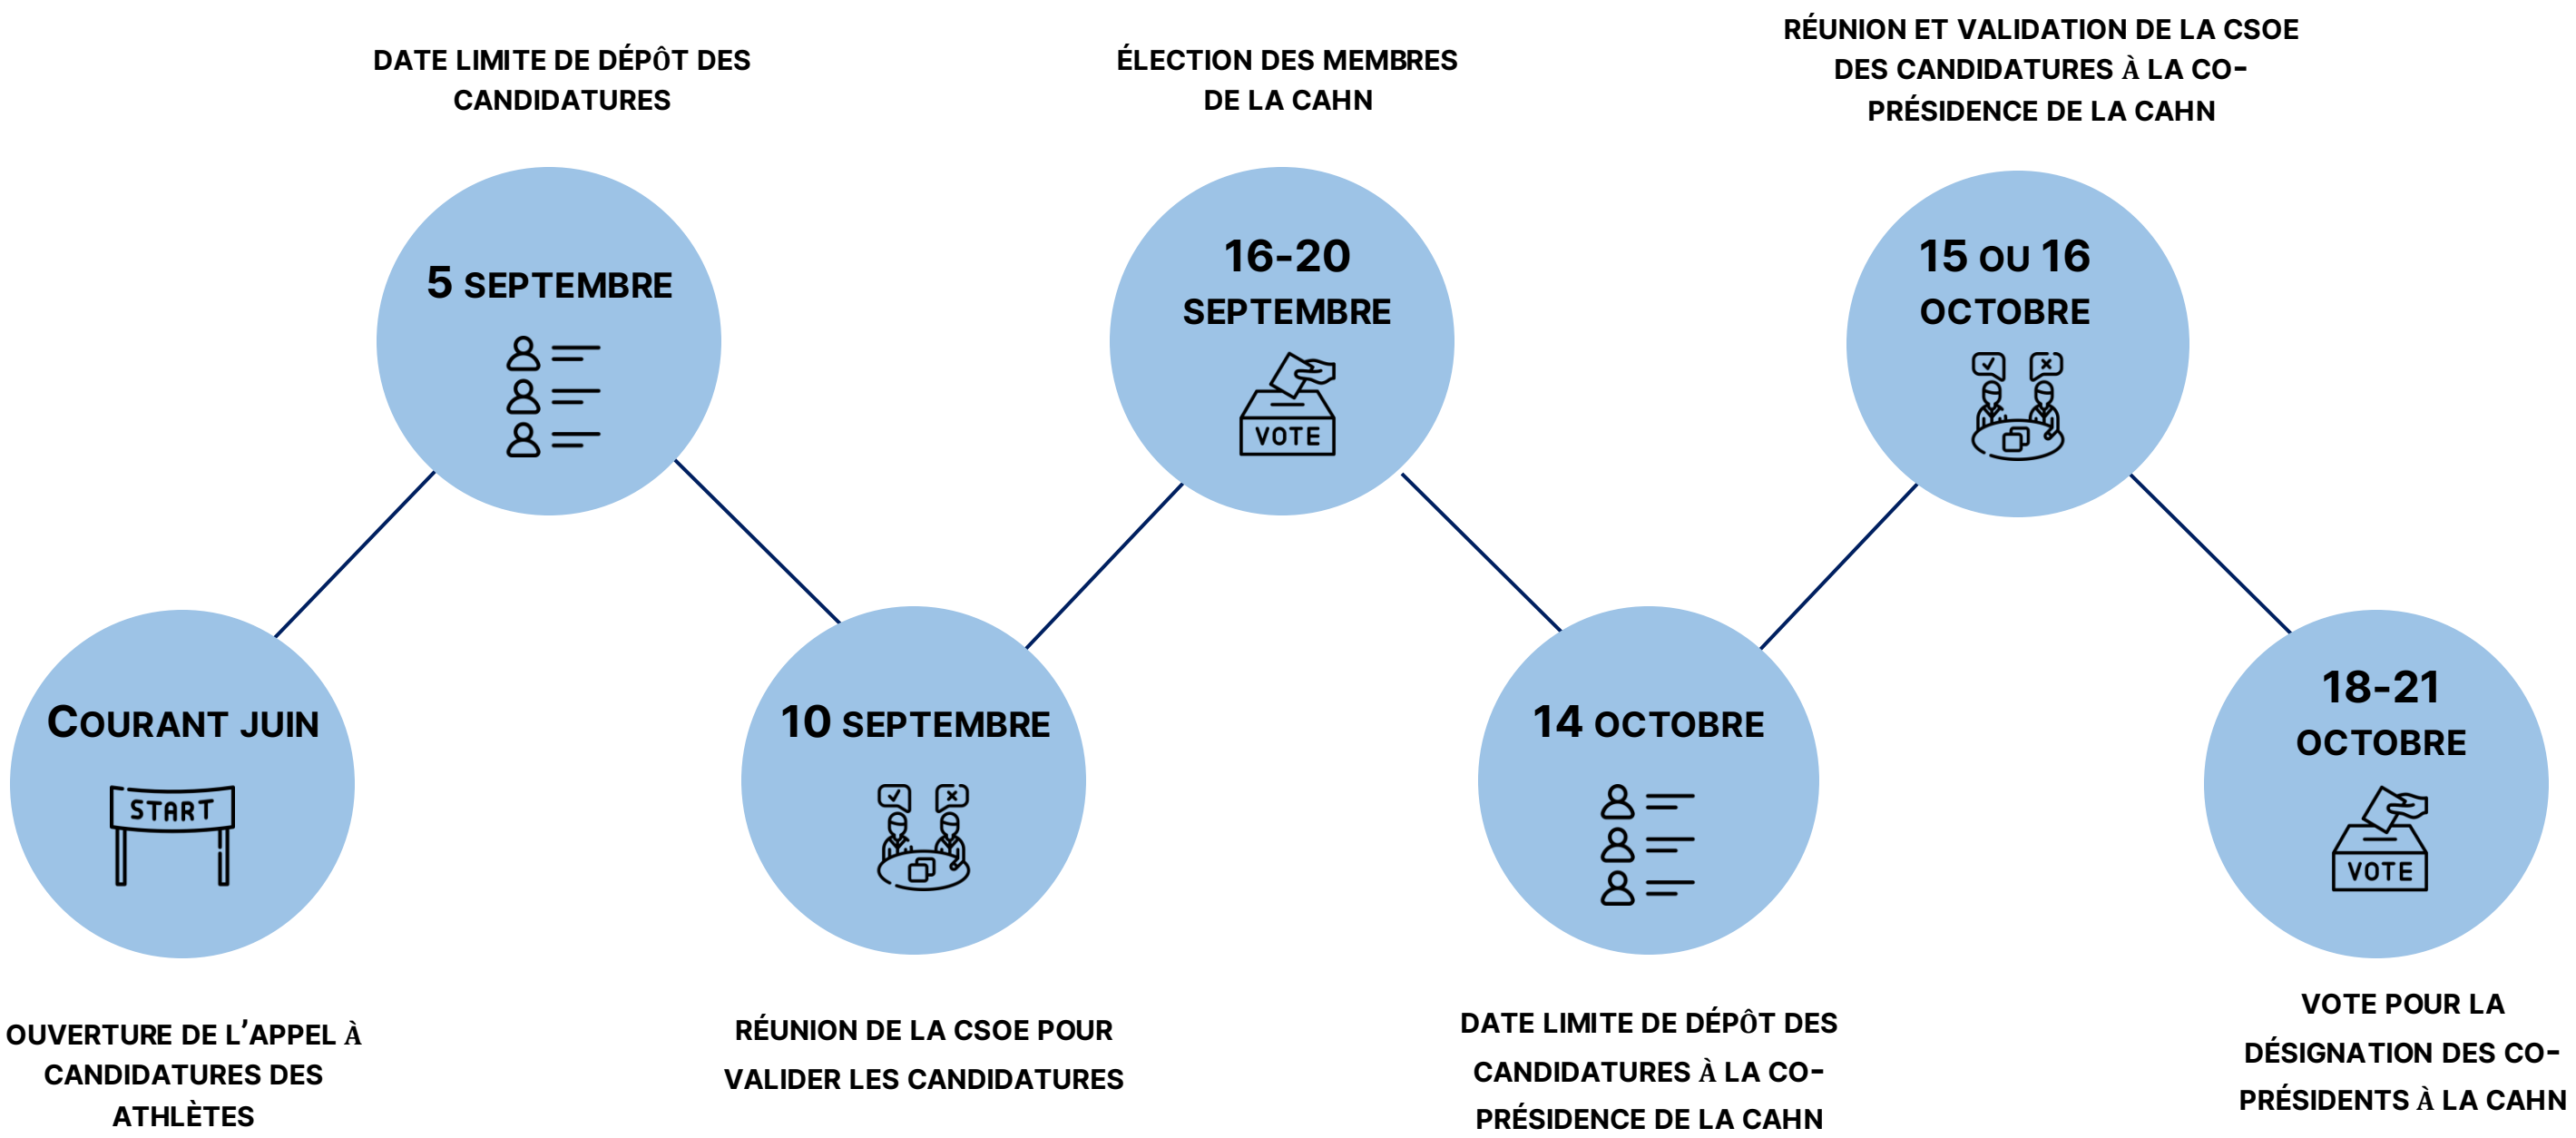 COURANT JUIN
START
OUVERTURE DE L’APPEL À
CANDIDATURES DES
ATHLÈTES
DATE LIMITE DE DÉPÔT DES
CANDIDATURES
5 SEPTEMBRE
10 SEPTEMBRE
RÉUNION DE LA CSOE POUR
VALIDER LES CANDIDATURES
ÉLECTION DES MEMBRES
DE LA CAHN
16-20
SEPTEMBRE
VOTE
14 OCTOBRE
DATE LIMITE DE DÉPÔT DES
CANDIDATURES À LA CO-
PRÉSIDENCE DE LA CAHN
RÉUNION ET VALIDATION DE LA CSOE
DES CANDIDATURES À LA CO-
PRÉSIDENCE DE LA CAHN
15 OU 16
OCTOBRE
18-21
OCTOBRE
VOTE
VOTE POUR LA
DÉSIGNATION DES CO-
PRÉSIDENTS À LA CAHN